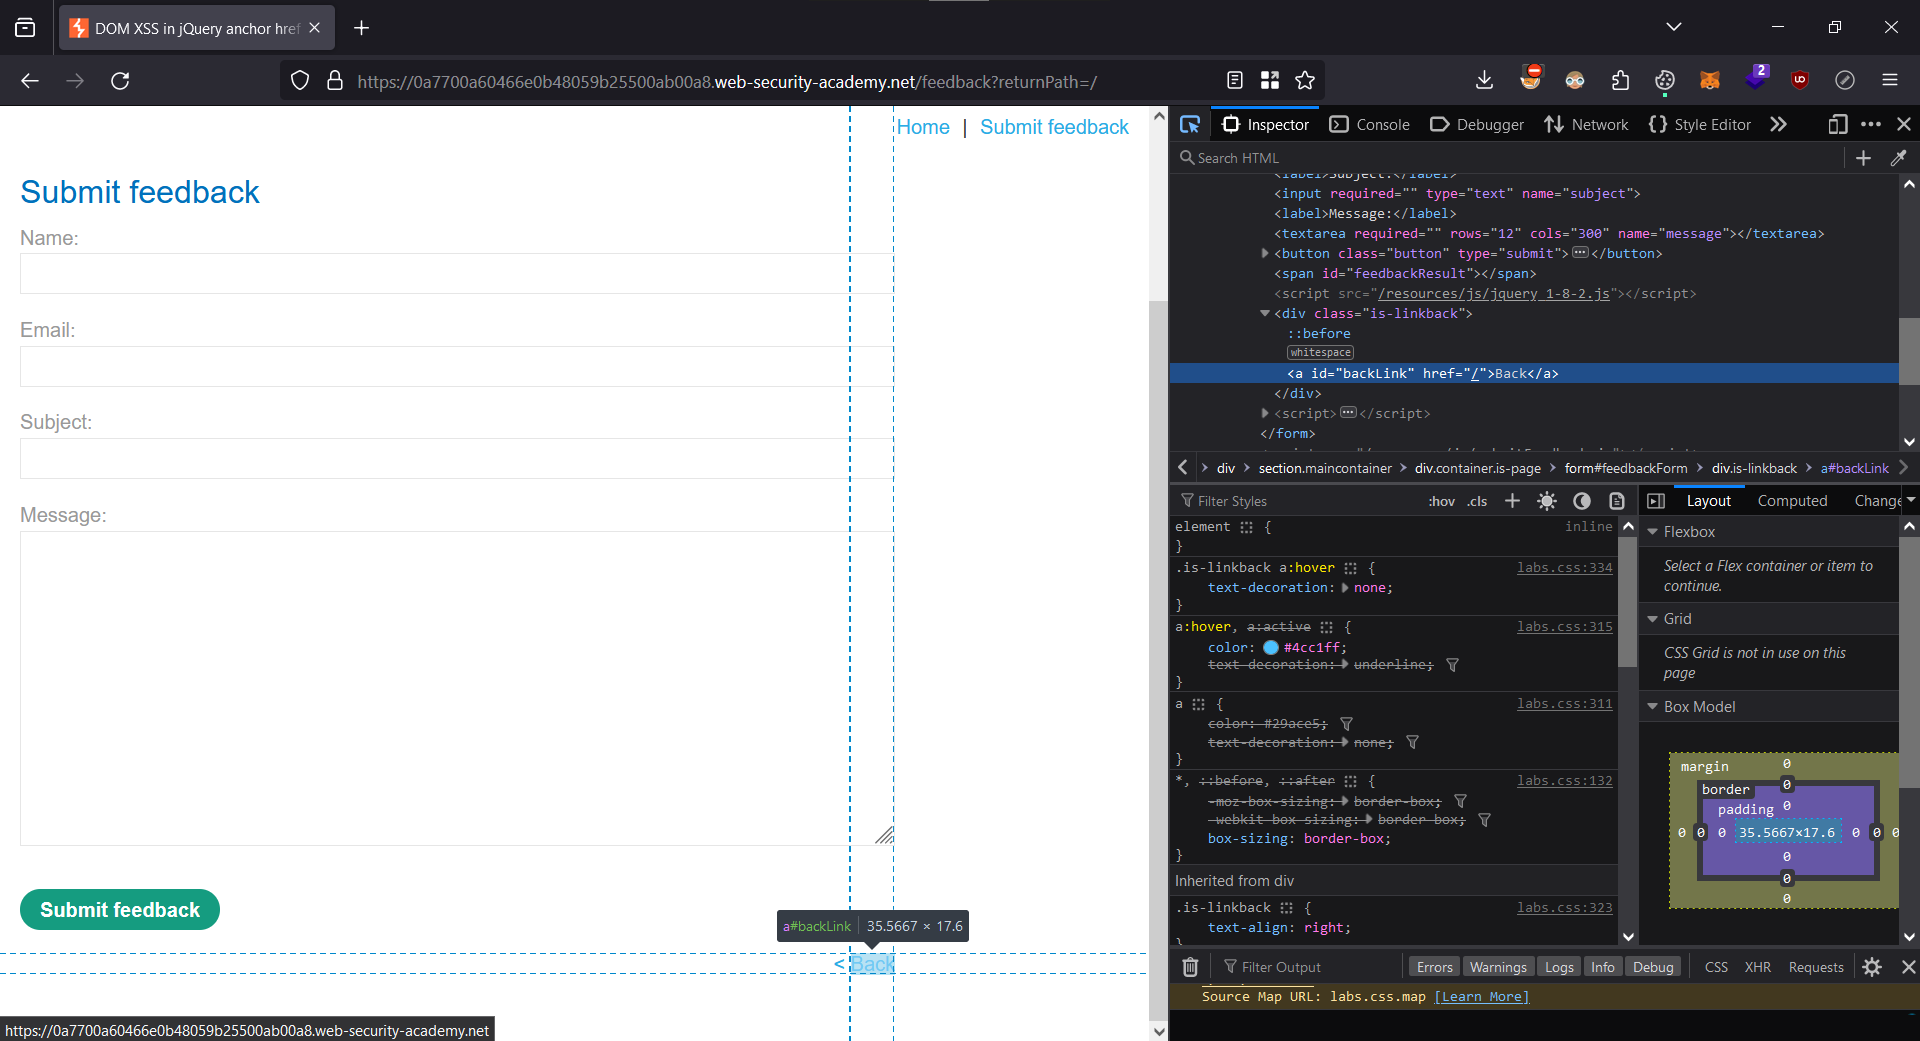 DOM XSS in jQuery anchor href
https://0a7700a60466e0b48059b25500ab00a8.web-security-academy.net/feedback?returnPath=/
2
Home | Submit feedback
Submit feedback
Name:
Email:
Subject:
Message:
Submit feedback
a#backLink 35.5667 × 17.6
< Back
https://0a7700a60466e0b48059b25500ab00a8.web-security-academy.net
Inspector Console Debugger Network {} Style Editor
Search HTML
<label>Subject:</label>
<input required="" type="text" name="subject">
<label>Message:</label>
<textarea required="" rows="12" cols="300" name="message"></textarea>
<button class="button" type="submit"></button>
<span id="feedbackResult"></span>
<script src="/resources/js/jquery_1-8-2.js"></script>
<div class="is-linkback">
::before
whitespace
<a id="backLink" href="/">Back</a>
</div>
<script></script>
</form>
div section.maincontainer div.container.is-page form#feedbackForm div.is-linkback a#backLink
Filter Styles :hov .cls
element { inline
}
.is-linkback a:hover { labs.css:334
text-decoration: none;
}
a:hover, a:active { labs.css:315
color: #4cc1ff;
text-decoration: underline;
}
a { labs.css:311
color: #29ace5;
text-decoration: none;
}
*, ::before, ::after { labs.css:132
-moz-box-sizing: border-box;
-webkit-box-sizing: border-box;
box-sizing: border-box;
}
Inherited from div
.is-linkback { labs.css:323
text-align: right;
}
Layout Computed Change
Flexbox
Select a Flex container or item to
continue.
Grid
CSS Grid is not in use on this
page
Box Model
margin 0
border 0
padding 0
0 0 0 35.5667×17.6 0 0 0
0
0
0
Filter Output Errors Warnings Logs Info Debug CSS XHR Requests
Source Map URL: labs.css.map [Learn More]